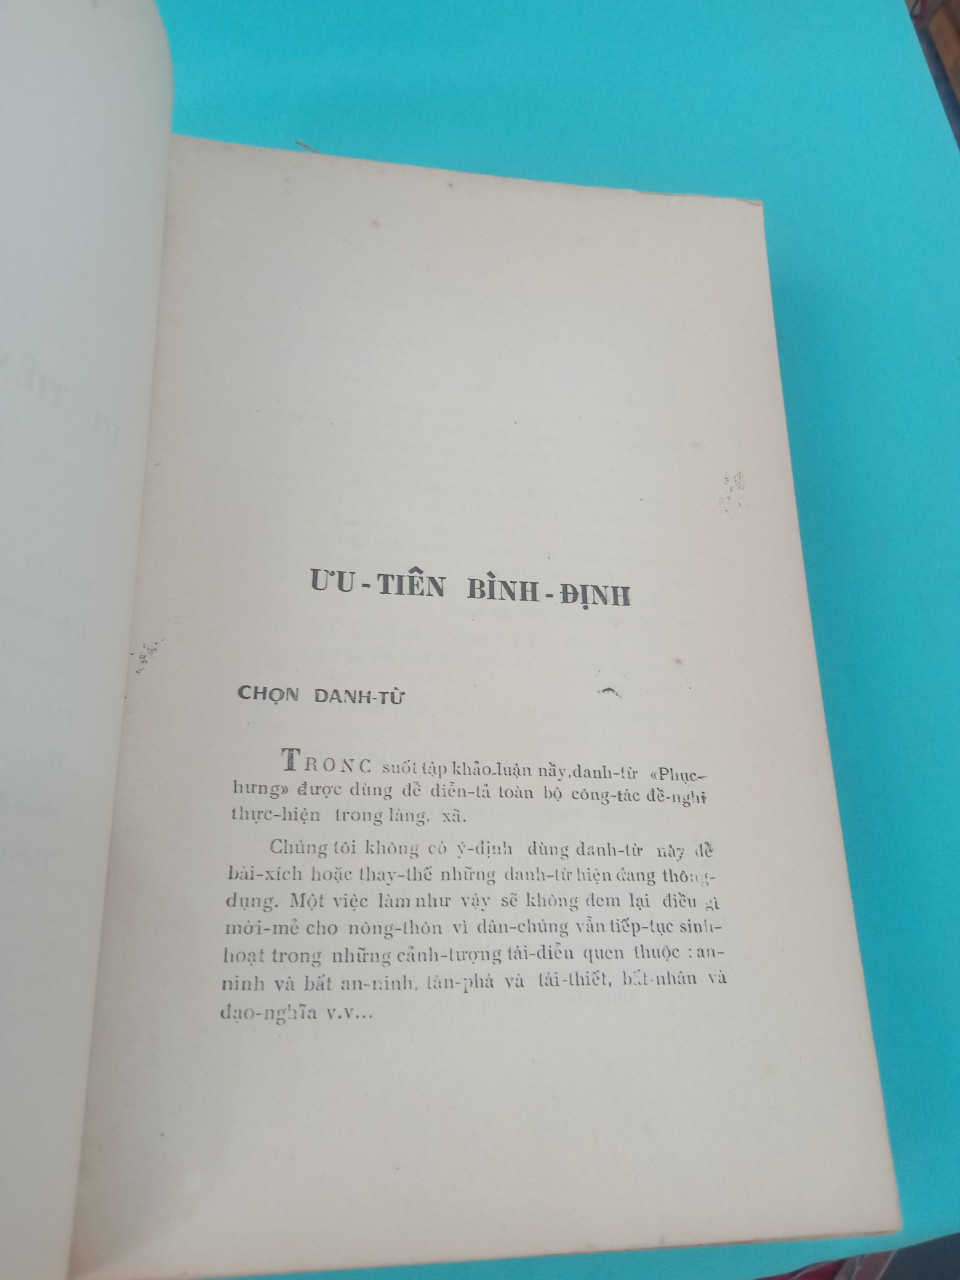 ƯU-TIÊN BÌNH-ĐỊNH
CHỌN DANH-TỪ
TRONG suốt tập khảo-luận nầy, danh-từ «Phục-
hưng» được dùng để diễn-tả toàn bộ công-tác đề-nghị
thực-hiện trong làng, xã.
Chúng tôi không có ý-định dùng danh-từ này để
bài-xích hoặc thay-thế những danh-từ hiện đang thông-
dụng. Một việc làm như vậy sẽ không đem lại điều gì
mới-mẻ cho nông-thôn vì dân-chúng vẫn tiếp-tục sinh-
hoạt trong những cảnh-tượng tái-diễn quen thuộc : an-
ninh và bất an-ninh, tàn-phá và tái-thiết, bất-nhân và
đạo-nghĩa v.v...